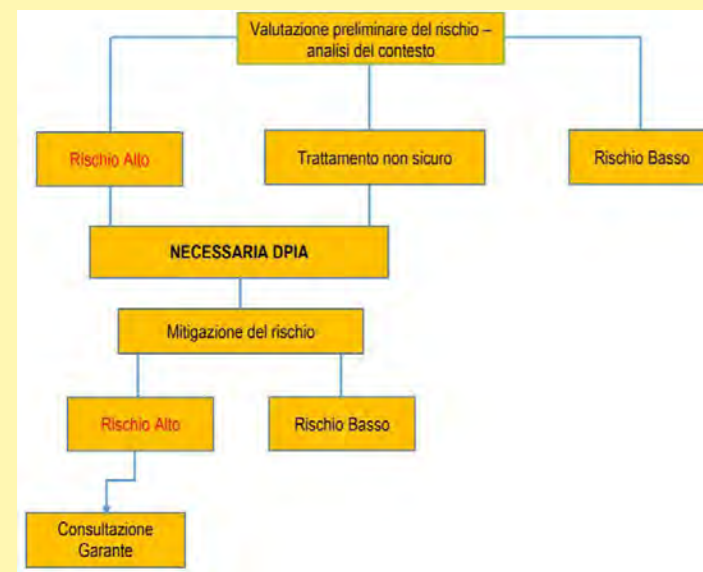 Valutazione preliminare del rischio –
analisi del contesto
Rischio Alto
Trattamento non sicuro
Rischio Basso
NECESSARIA DPIA
Mitigazione del rischio
Rischio Alto
Rischio Basso
Consultazione
Garante